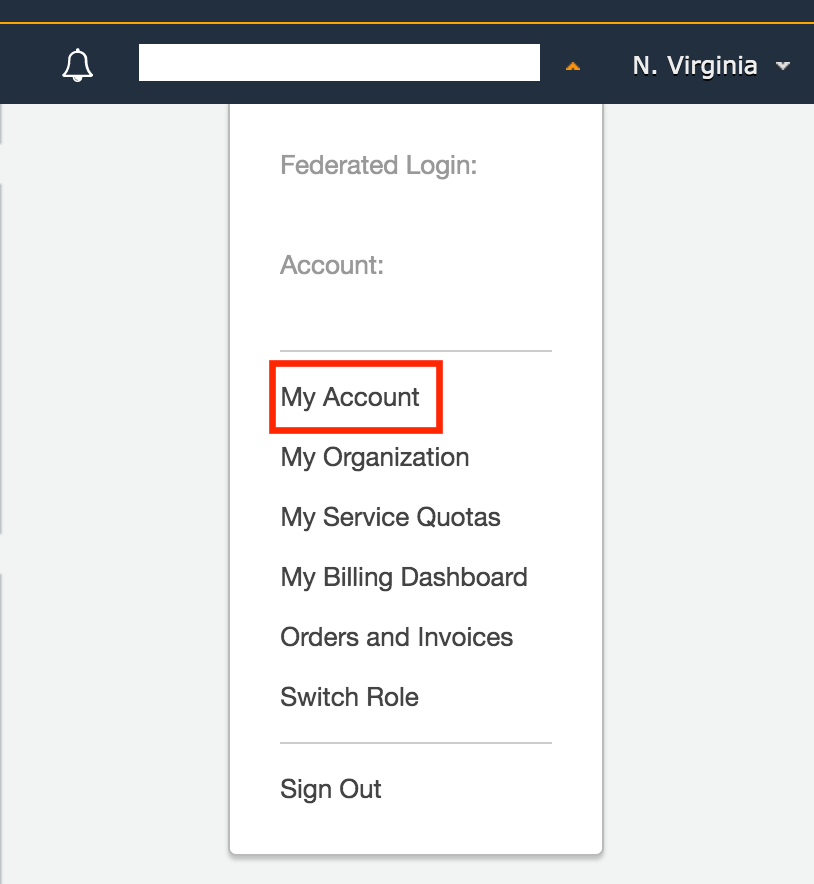 N. Virginia
Federated Login:
Account:
My Account
My Organization
My Service Quotas
My Billing Dashboard
Orders and Invoices
Switch Role
Sign Out